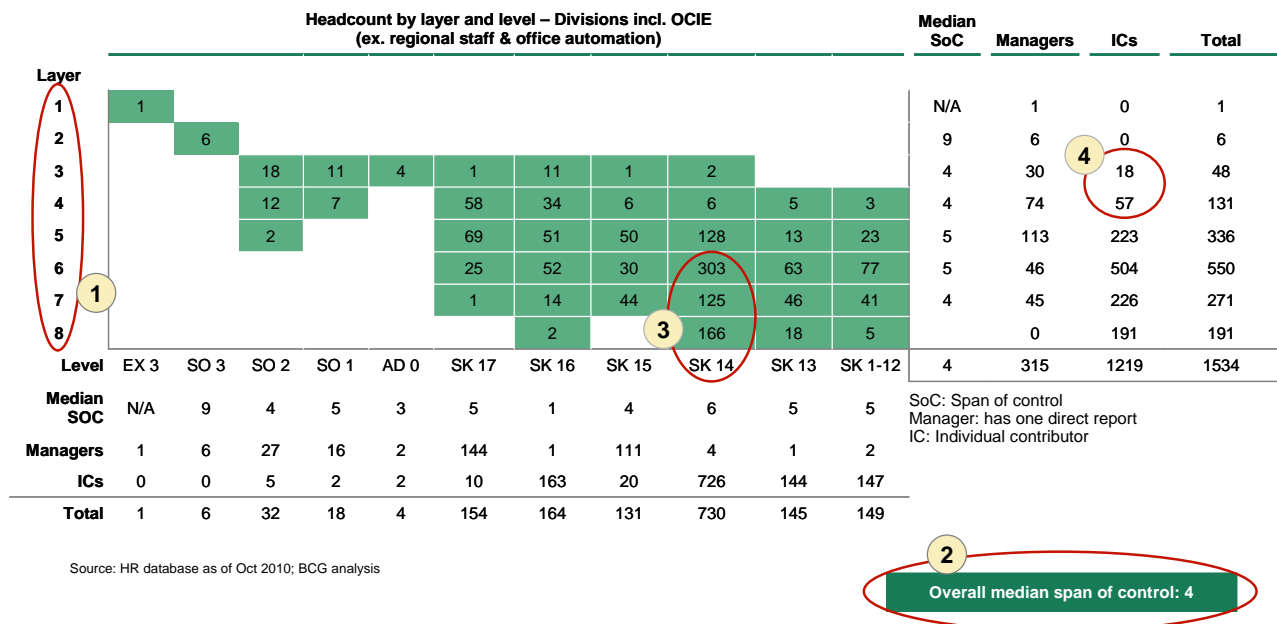 Headcount by layer and level – Divisions incl. OCIE
(ex. regional staff & office automation)
Median SoC Managers ICs Total
Layer
1 1 N/A 1 0 1
2 6 9 6 0 6
4
3 18 11 4 1 11 1 2 4 30 18 48
4 12 7 58 34 6 6 5 3 4 74 57 131
5 2 69 51 50 128 13 23 5 113 223 336
6 25 52 30 303 63 77 5 46 504 550
1
7 1 14 44 125 46 41 4 45 226 271
3
8 2 166 18 5 0 191 191
Level EX 3 SO 3 SO 2 SO 1 AD 0 SK 17 SK 16 SK 15 SK 14 SK 13 SK 1-12 4 315 1219 1534
Median SOC N/A 9 4 5 3 5 1 4 6 5 5
SoC: Span of control
Manager: has one direct report
IC: Individual contributor
Managers 1 6 27 16 2 144 1 111 4 1 2
ICs 0 0 5 2 2 10 163 20 726 144 147
Total 1 6 32 18 4 154 164 131 730 145 149
Source: HR database as of Oct 2010; BCG analysis
2
Overall median span of control: 4